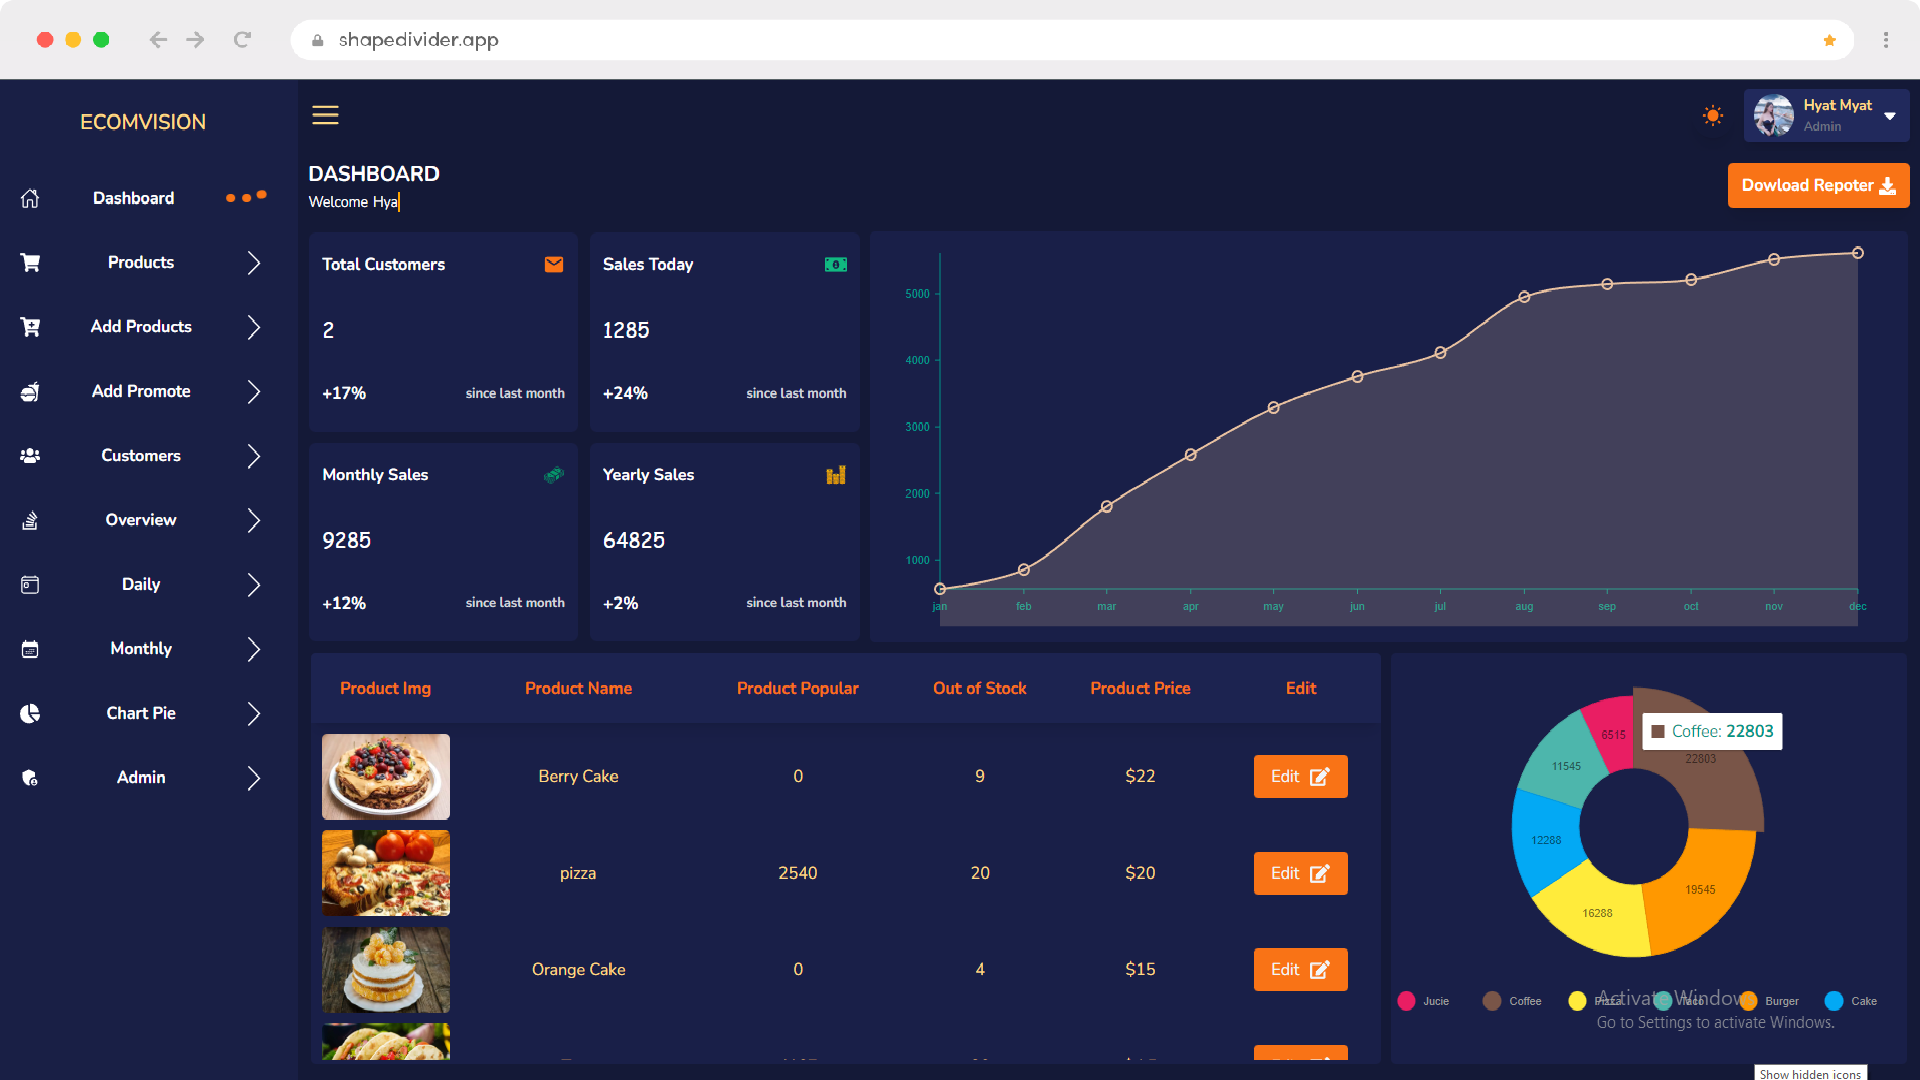 shapedivider.app
ECOMVISION
Hyat Myat
Admin
Dashboard
Products
Add Products
Add Promote
Customers
Overview
Daily
Monthly
Chart Pie
Admin
DASHBOARD
Welcome Hya
Dowload Repoter
Total Customers
2
+17% since last month
Sales Today
1285
+24% since last month
Monthly Sales
9285
+12% since last month
Yearly Sales
64825
+2% since last month
5000
4000
3000
2000
1000
jan feb mar apr may jun jul aug sep oct nov dec
Product Img Product Name Product Popular Out of Stock Product Price Edit
Berry Cake 0 9 $22 Edit
pizza 2540 20 $20 Edit
Orange Cake 0 4 $15 Edit
Coffee: 22803
6515
22803
11545
12288
19545
16288
Jucie Coffee Pizza Taco Burger Cake
Activate Windows
Go to Settings to activate Windows.
Show hidden icons